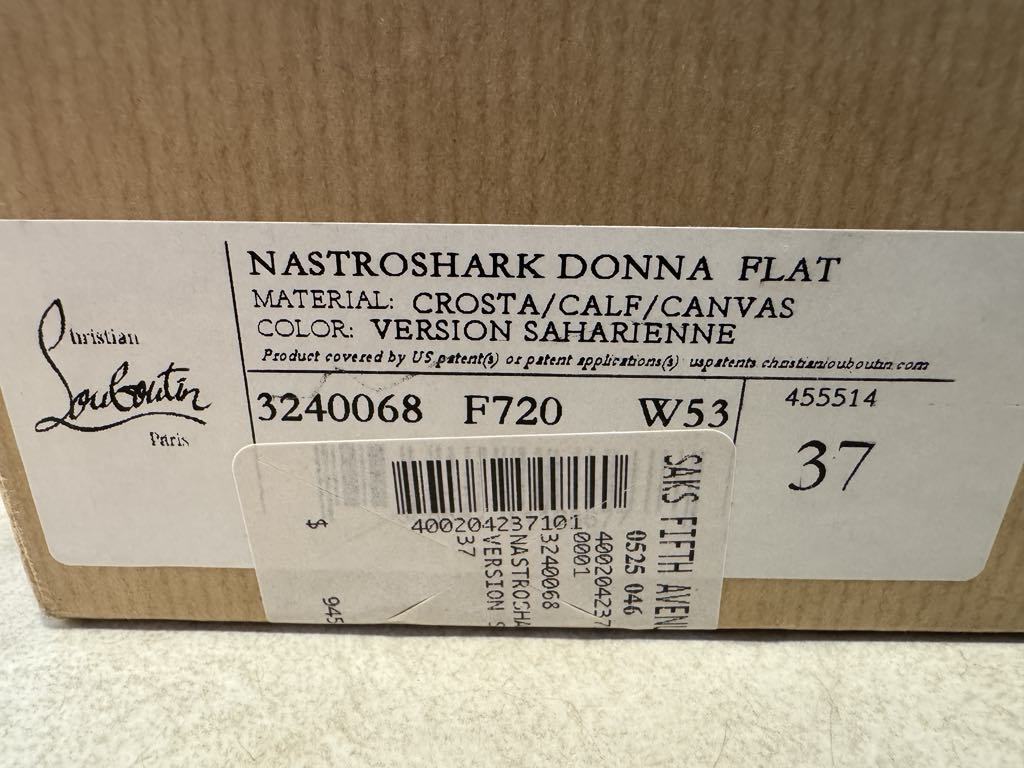 Christian
Louboutin
Paris
NASTROSHARK DONNA FLAT
MATERIAL: CROSTA/CALF/CANVAS
COLOR: VERSION SAHARIENNE
Product covered by US patent(s) or patent applications(s) uspatents christianlouboutin.com
3240068 F720 W53
455514
37
400204237101
SAKS FIFTH AVENU
0525 046
400204237
0001
3240068
NASTROSHA
VERSION S
37
$
945